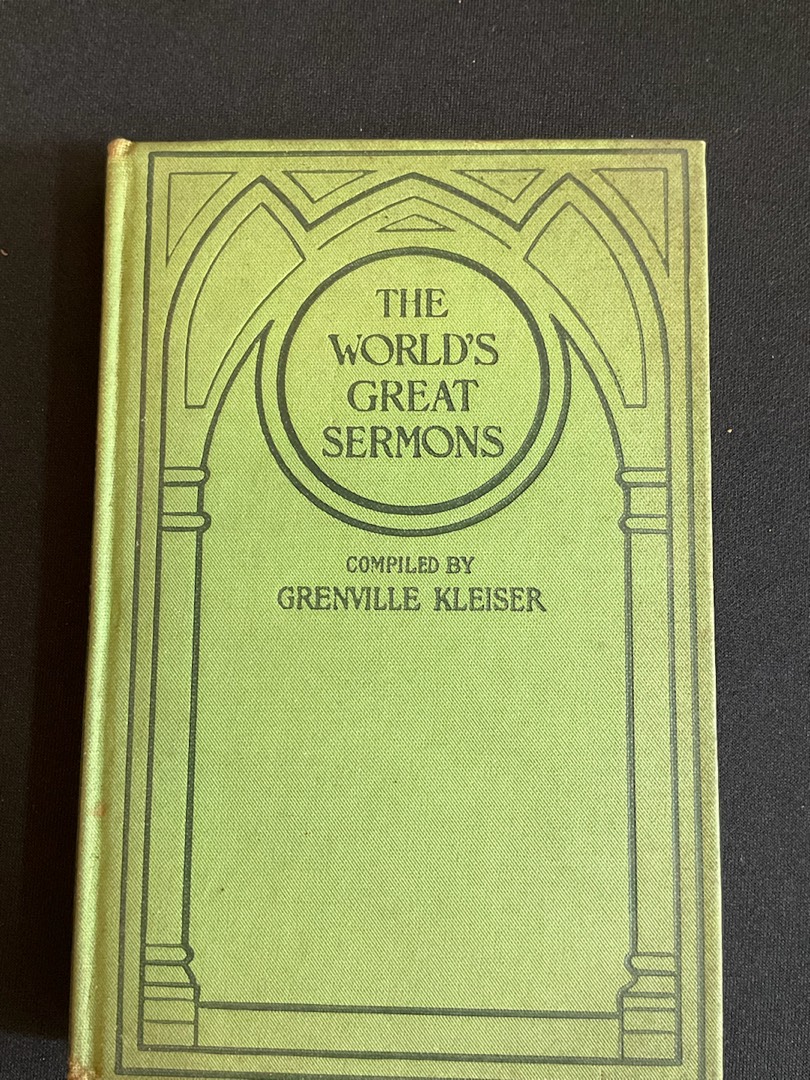 THE
WORLD'S
GREAT
SERMONS
COMPILED BY
GRENVILLE KLEISER